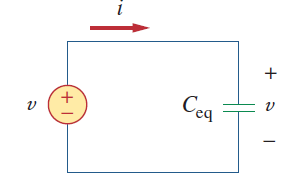 i
+
v + C_eq v
−
−